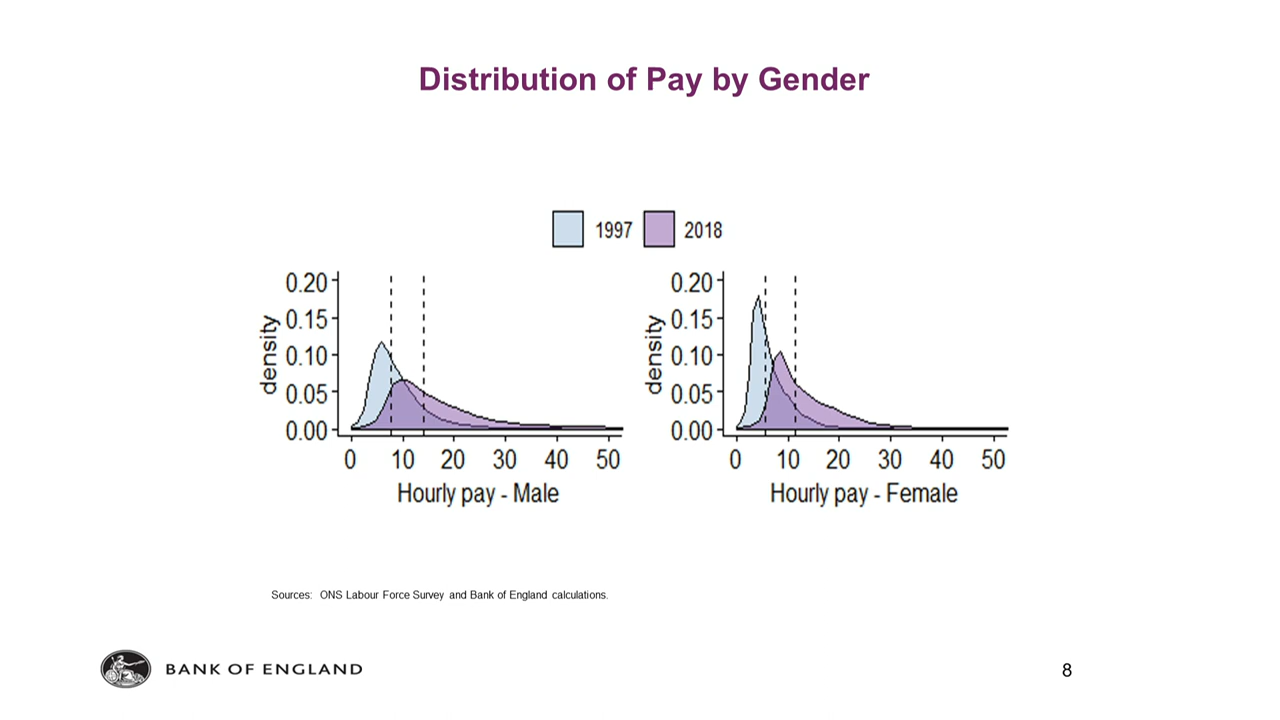 Distribution of Pay by Gender
1997 2018
0.20
0.15
0.10
0.05
0.00
density
0 10 20 30 40 50
Hourly pay - Male
0.20
0.15
0.10
0.05
0.00
density
0 10 20 30 40 50
Hourly pay - Female
Sources: ONS Labour Force Survey and Bank of England calculations.
BANK OF ENGLAND
8